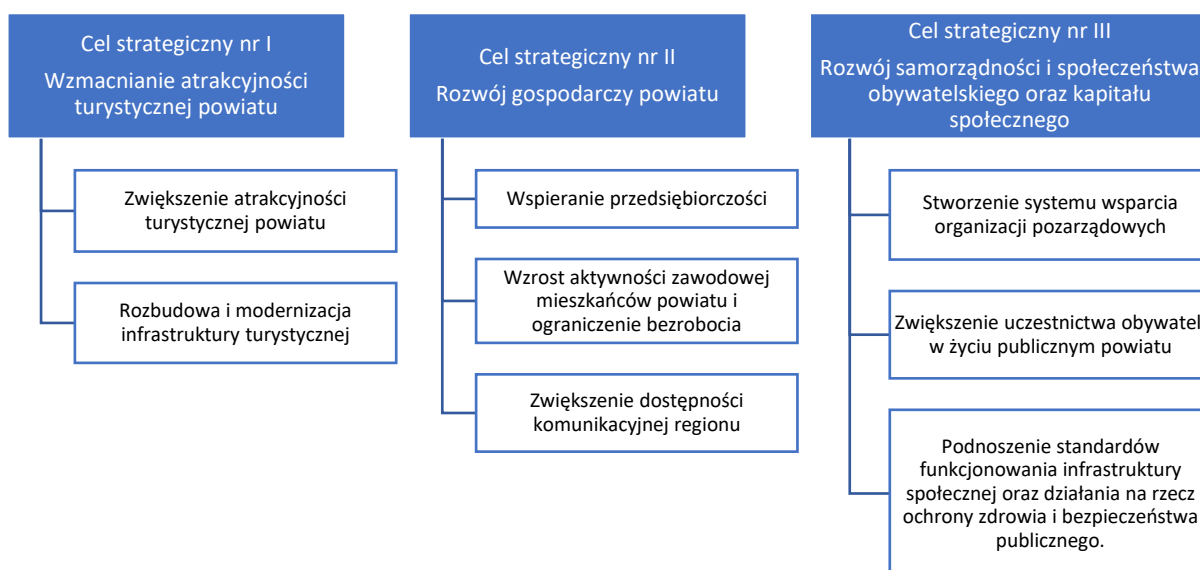 Cel strategiczny nr I
Wzmacnianie atrakcyjności
turystycznej powiatu
Zwiększenie atrakcyjności
turystycznej powiatu
Rozbudowa i modernizacja
infrastruktury turystycznej
Cel strategiczny nr II
Rozwój gospodarczy powiatu
Wspieranie przedsiębiorczości
Wzrost aktywności zawodowej
mieszkańców powiatu i
ograniczenie bezrobocia
Zwiększenie dostępności
komunikacyjnej regionu
Cel strategiczny nr III
Rozwój samorządności i społeczeństwa
obywatelskiego oraz kapitału
społecznego
Stworzenie systemu wsparcia
organizacji pozarządowych
Zwiększenie uczestnictwa obywatel
w życiu publicznym powiatu
Podnoszenie standardów
funkcjonowania infrastruktury
społecznej oraz działania na rzecz
ochrony zdrowia i bezpieczeństwa
publicznego.